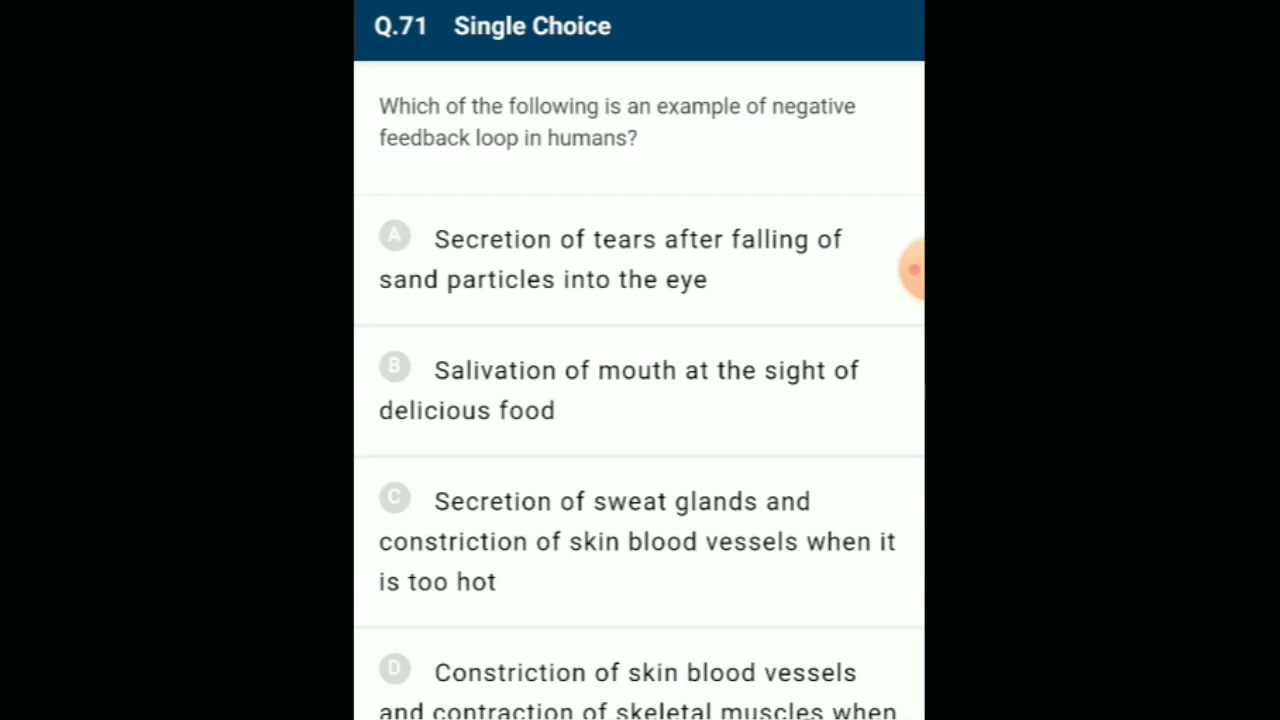 Q.71 Single Choice
Which of the following is an example of negative
feedback loop in humans?
A Secretion of tears after falling of
sand particles into the eye
B Salivation of mouth at the sight of
delicious food
C Secretion of sweat glands and
constriction of skin blood vessels when it
is too hot
D Constriction of skin blood vessels
and contraction of skeletal muscles when